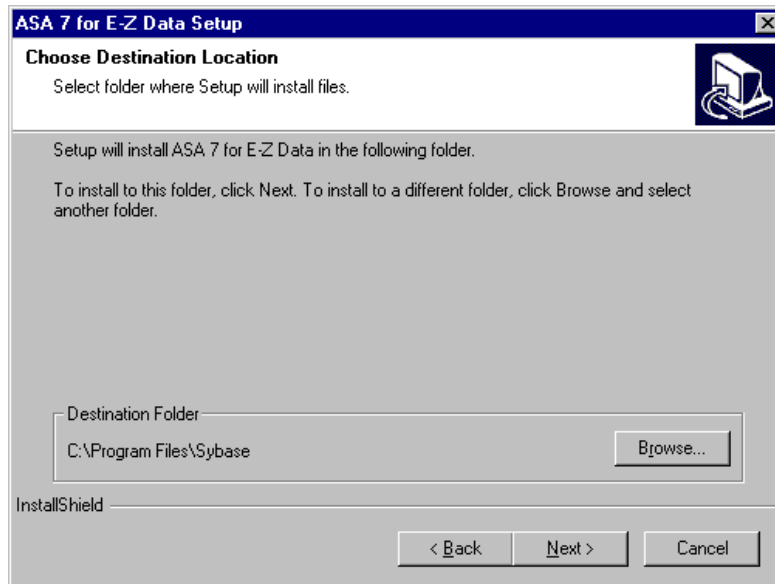 ASA 7 for E-Z Data Setup
Choose Destination Location
Select folder where Setup will install files.
Setup will install ASA 7 for E-Z Data in the following folder.
To install to this folder, click Next. To install to a different folder, click Browse and select
another folder.
Destination Folder
C:\Program Files\Sybase
Browse...
InstallShield
< Back
Next >
Cancel